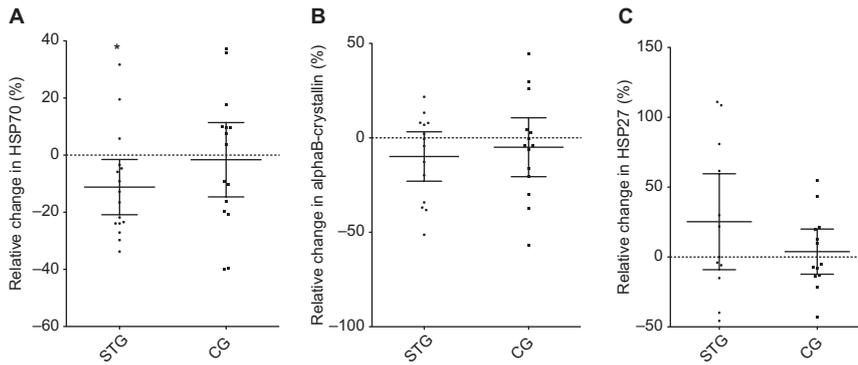 A
Relative change in HSP70 (%)
40
20
0
−20
−40
−60
*
STG
CG
B
Relative change in alphaB-crystallin (%)
50
0
−50
−100
STG
CG
C
Relative change in HSP27 (%)
150
100
50
0
−50
STG
CG